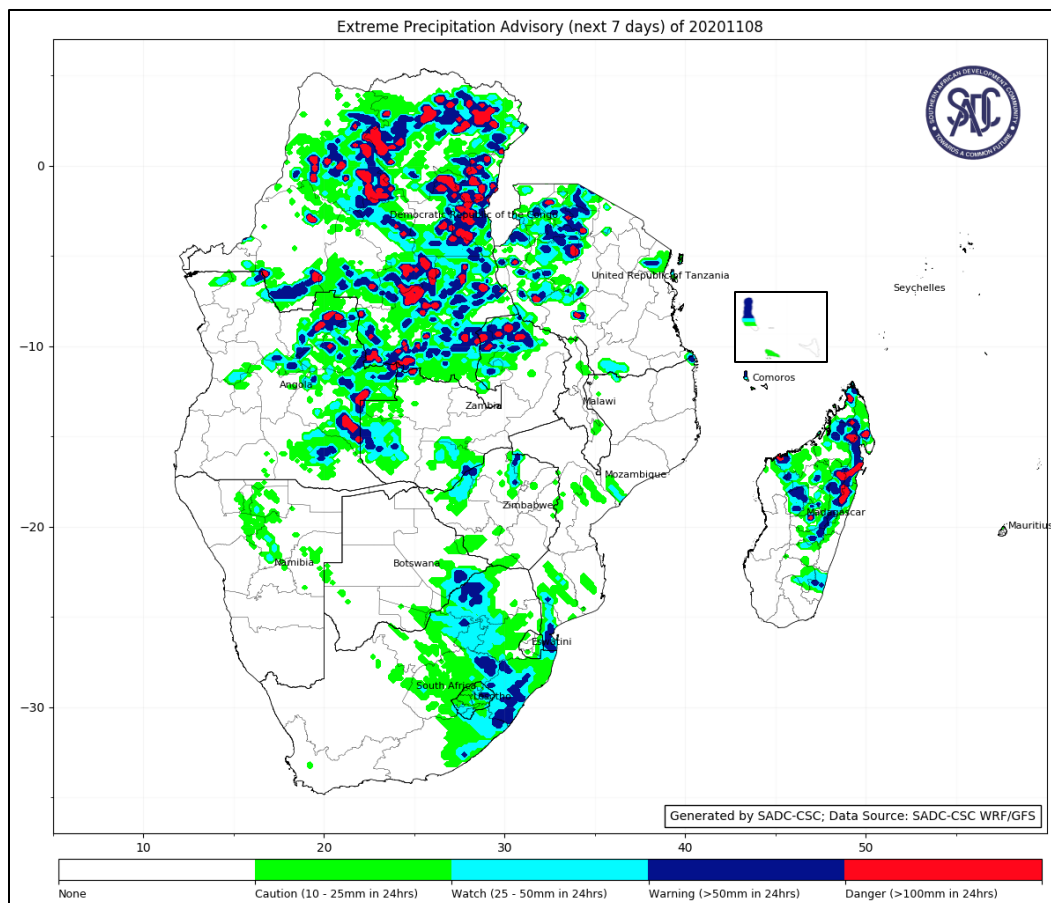 Extreme Precipitation Advisory (next 7 days) of 20201108
SOUTHERN AFRICAN DEVELOPMENT COMMUNITY
SADC
TOWARDS A COMMON FUTURE
0
Democratic Republic of the Congo
United Republic of Tanzania
Seychelles
−10
Comoros
Angola
Malawi
Zambia
Mozambique
Zimbabwe
Madagascar
−20
Mauritius
Namibia
Botswana
Eswatini
South Africa
Lesotho
−30
Generated by SADC-CSC; Data Source: SADC-CSC WRF/GFS
10 20 30 40 50 60
None Caution (10 - 25mm in 24hrs) Watch (25 - 50mm in 24hrs) Warning (>50mm in 24hrs) Danger (>100mm in 24hrs)